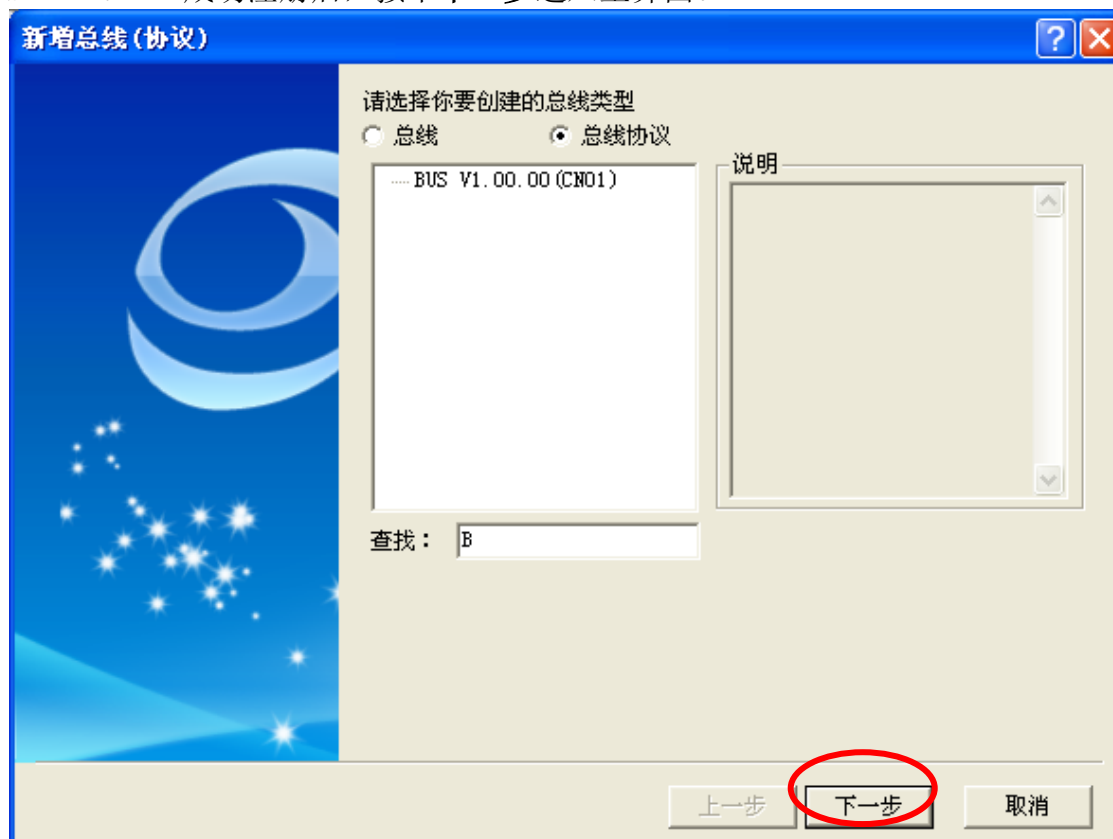 新增总线(协议)
请选择你要创建的总线类型
总线 总线协议
BUS V1.00.00(CN01)
说明
查找： B
上一步 下一步 取消